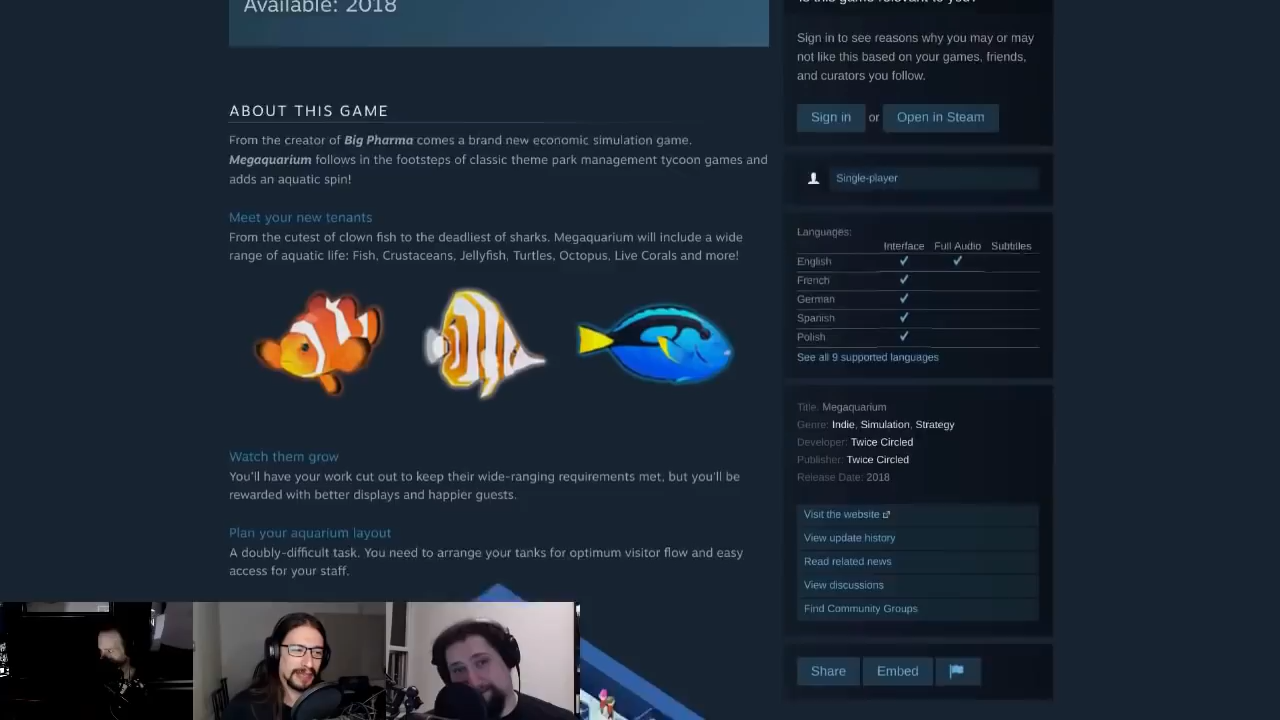 Available: 2018
Is this game relevant to you?
Sign in to see reasons why you may or may
not like this based on your games, friends,
and curators you follow.
Sign in or Open in Steam
ABOUT THIS GAME
From the creator of Big Pharma comes a brand new economic simulation game.
Megaquarium follows in the footsteps of classic theme park management tycoon games and
adds an aquatic spin!
Meet your new tenants
From the cutest of clown fish to the deadliest of sharks. Megaquarium will include a wide
range of aquatic life: Fish, Crustaceans, Jellyfish, Turtles, Octopus, Live Corals and more!
Watch them grow
You'll have your work cut out to keep their wide-ranging requirements met, but you'll be
rewarded with better displays and happier guests.
Plan your aquarium layout
A doubly-difficult task. You need to arrange your tanks for optimum visitor flow and easy
access for your staff.
Single-player
Languages:
Interface Full Audio Subtitles
English ✔ ✔
French ✔
German ✔
Spanish ✔
Polish ✔
See all 9 supported languages
Title: Megaquarium
Genre: Indie, Simulation, Strategy
Developer: Twice Circled
Publisher: Twice Circled
Release Date: 2018
Visit the website
View update history
Read related news
View discussions
Find Community Groups
Share Embed